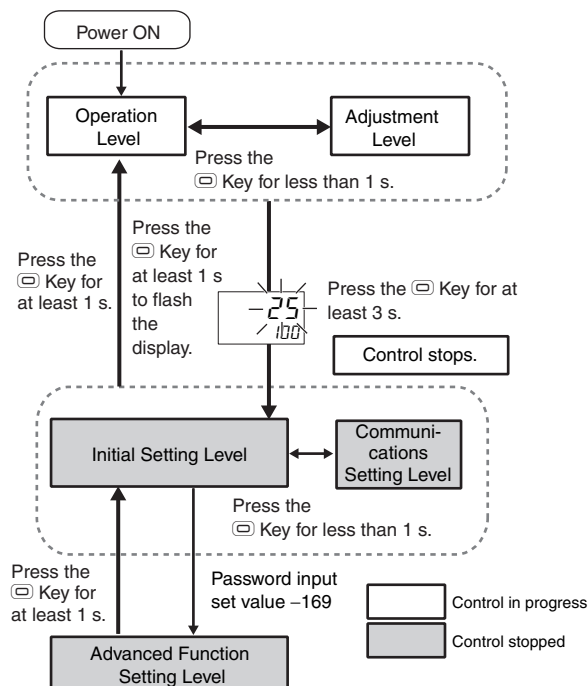 Power ON
Operation
Level
Adjustment
Level
Press the
Key for less than 1 s.
Press the
Key for
at least 1 s.
Press the
Key for
at least 1 s
to flash
the
display.
25
100
Press the Key for at
least 3 s.
Control stops.
Initial Setting Level
Communi-
cations
Setting Level
Press the
Key for less than 1 s.
Press the
Key for
at least 1 s.
Password input
set value −169
Advanced Function
Setting Level
Control in progress
Control stopped